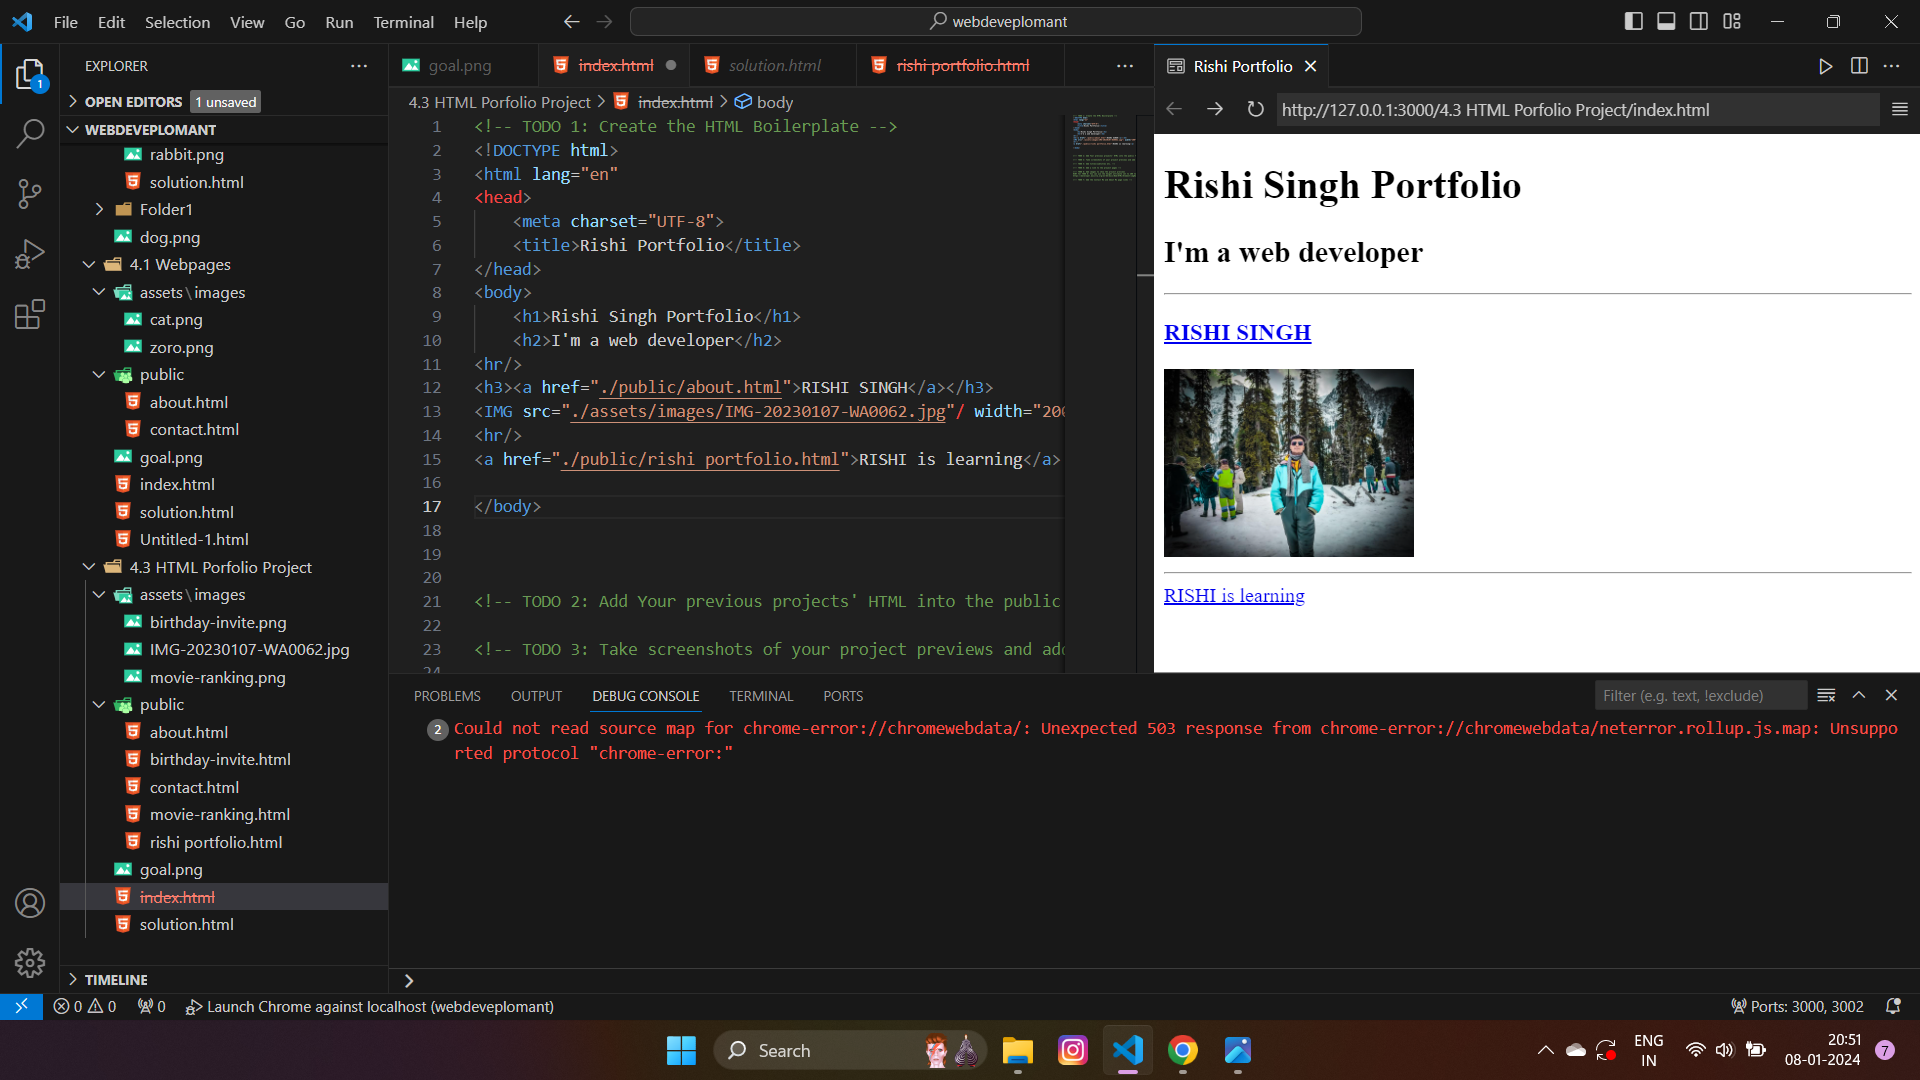 File Edit Selection View Go Run Terminal Help
webdeveplomant
EXPLORER
OPEN EDITORS 1 unsaved
WEBDEVEPLOMANT
rabbit.png
solution.html
Folder1
dog.png
4.1 Webpages
assets\images
cat.png
zoro.png
public
about.html
contact.html
goal.png
index.html
solution.html
Untitled-1.html
4.3 HTML Porfolio Project
assets\images
birthday-invite.png
IMG-20230107-WA0062.jpg
movie-ranking.png
public
about.html
birthday-invite.html
contact.html
movie-ranking.html
rishi portfolio.html
goal.png
index.html
solution.html
TIMELINE
1
goal.png index.html solution.html rishi portfolio.html
4.3 HTML Porfolio Project > index.html > body
1 <!-- TODO 1: Create the HTML Boilerplate -->
2 <!DOCTYPE html>
3 <html lang="en"
4 <head>
5 <meta charset="UTF-8">
6 <title>Rishi Portfolio</title>
7 </head>
8 <body>
9 <h1>Rishi Singh Portfolio</h1>
10 <h2>I'm a web developer</h2>
11 <hr/>
12 <h3><a href="./public/about.html">RISHI SINGH</a></h3>
13 <IMG src="./assets/images/IMG-20230107-WA0062.jpg"/ width="200
14 <hr/>
15 <a href="./public/rishi portfolio.html">RISHI is learning</a>
16
17 </body>
18
19
20
21 <!-- TODO 2: Add Your previous projects' HTML into the public
22
23 <!-- TODO 3: Take screenshots of your project previews and add
24
Rishi Portfolio
http://127.0.0.1:3000/4.3 HTML Porfolio Project/index.html
Rishi Singh Portfolio
I'm a web developer
RISHI SINGH
RISHI is learning
PROBLEMS OUTPUT DEBUG CONSOLE TERMINAL PORTS
Filter (e.g. text, !exclude)
2 Could not read source map for chrome-error://chromewebdata/: Unexpected 503 response from chrome-error://chromewebdata/neterror.rollup.js.map: Unsuppo
rted protocol "chrome-error:"
0 0 0 Launch Chrome against localhost (webdeveplomant)
Ports: 3000, 3002
Search
ENG
IN
20:51
08-01-2024
7